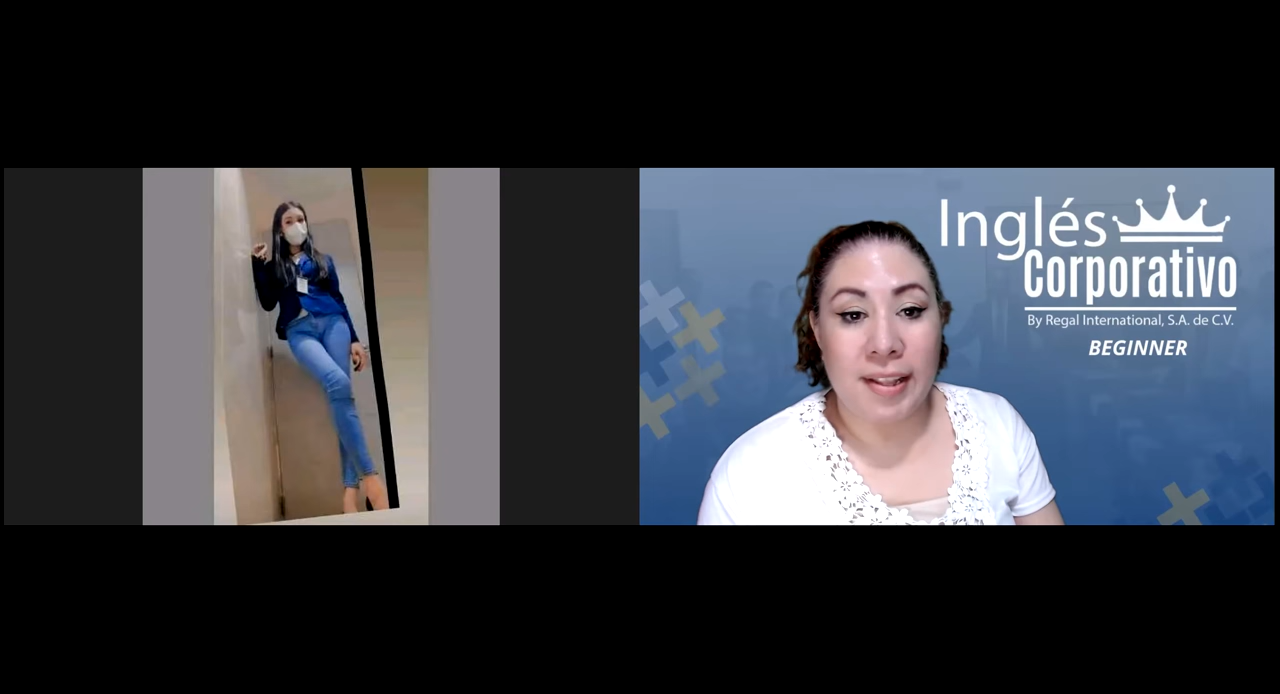 Inglés
Corporativo
By Regal International, S.A. de C.V.
BEGINNER